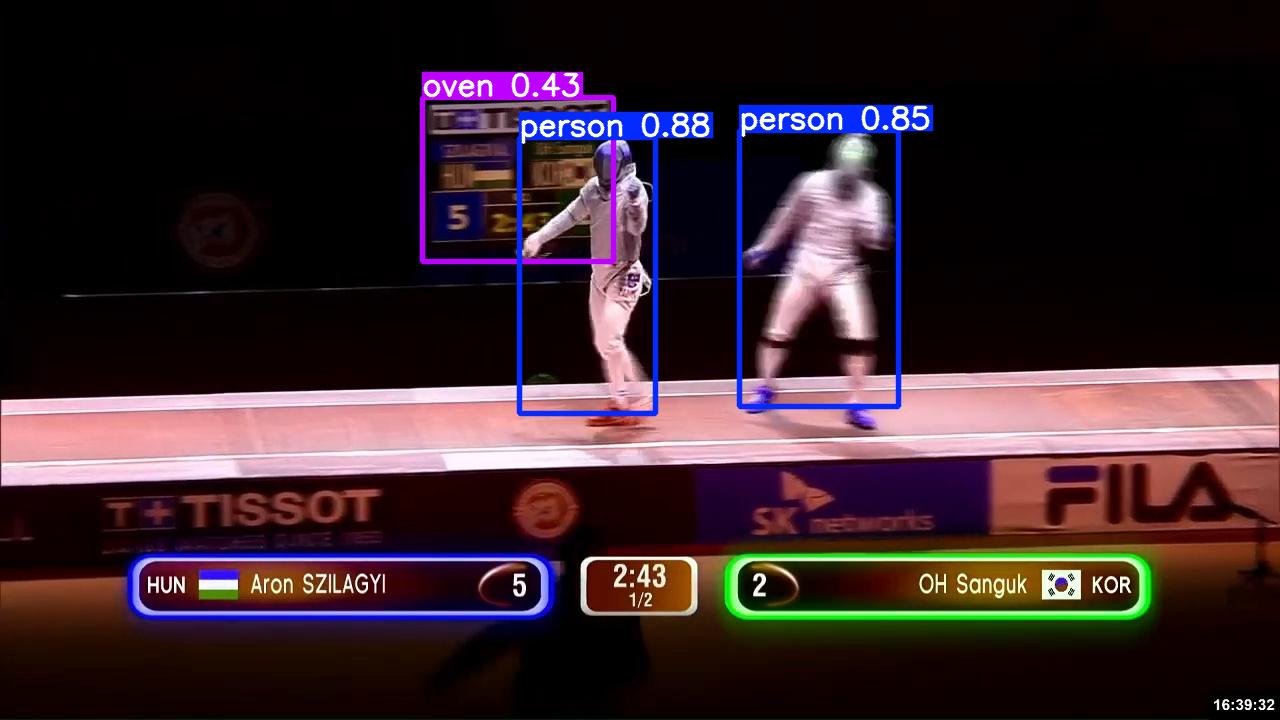 oven 0.43
person 0.88
person 0.85
HUN
5
TISSOT
SK networks
FILA
HUN Aron SZILAGYI 5
2:43
1/2
2 OH Sanguk KOR
16:39:32